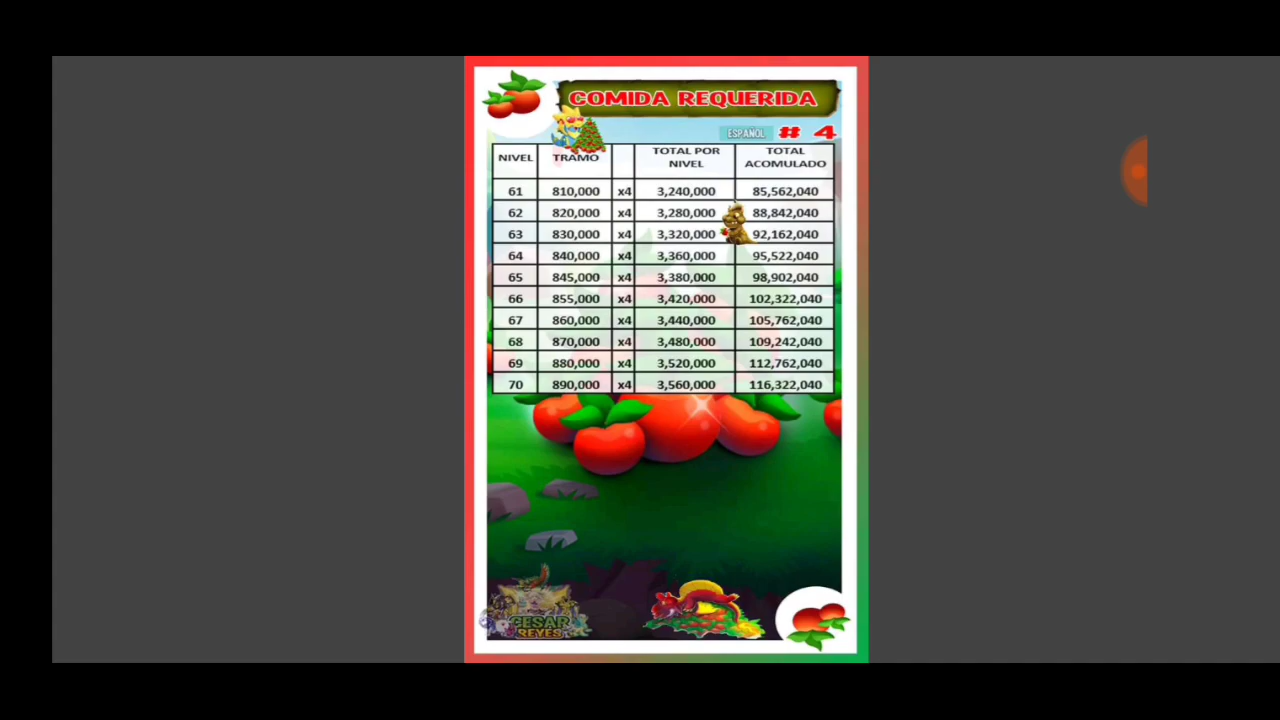 COMIDA REQUERIDA
ESPAÑOL # 4
NIVEL TRAMO TOTAL POR NIVEL TOTAL ACOMULADO
61 810,000 x4 3,240,000 85,562,040
62 820,000 x4 3,280,000 88,842,040
63 830,000 x4 3,320,000 92,162,040
64 840,000 x4 3,360,000 95,522,040
65 845,000 x4 3,380,000 98,902,040
66 855,000 x4 3,420,000 102,322,040
67 860,000 x4 3,440,000 105,762,040
68 870,000 x4 3,480,000 109,242,040
69 880,000 x4 3,520,000 112,762,040
70 890,000 x4 3,560,000 116,322,040
CESAR
REYES